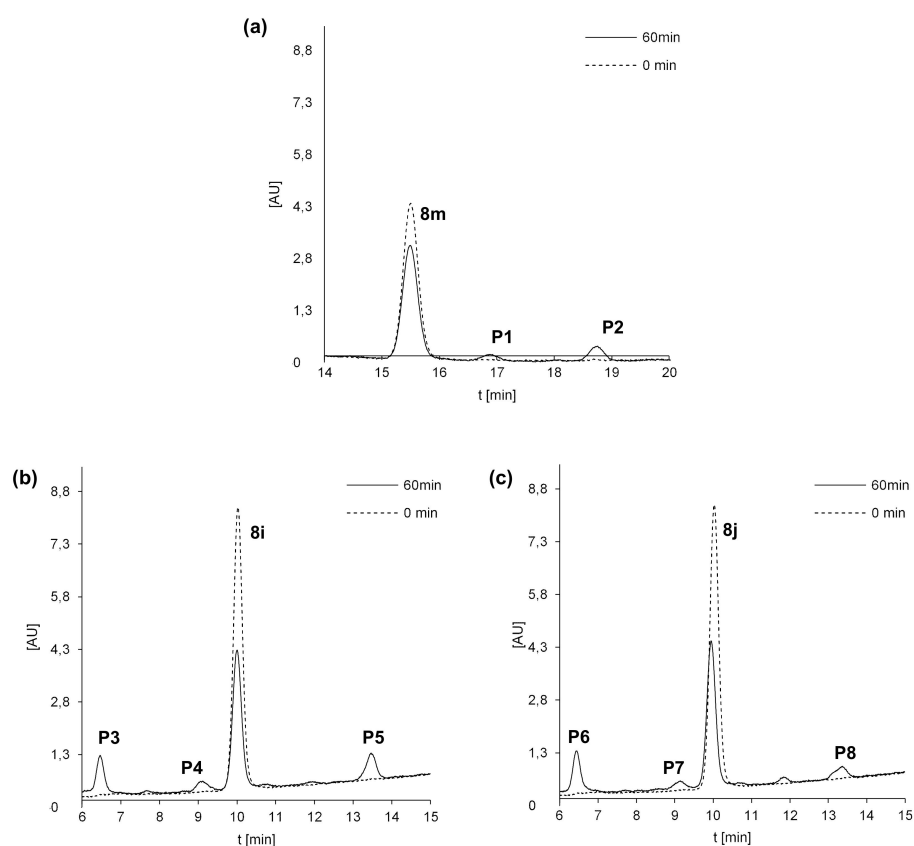 (a)
60min
0 min
8,8
7,3
5,8
4,3
2,8
1,3
0
[AU]
8m
P1
P2
14 15 16 17 18 19 20
t [min]
(b)
60min
0 min
8,8
7,3
5,8
4,3
2,8
1,3
0
[AU]
8i
P3
P4
P5
6 7 8 9 10 11 12 13 14 15
t [min]
(c)
60min
0 min
8,8
7,3
5,8
4,3
2,8
1,3
0
[AU]
8j
P6
P7
P8
6 7 8 9 10 11 12 13 14 15
t [min]